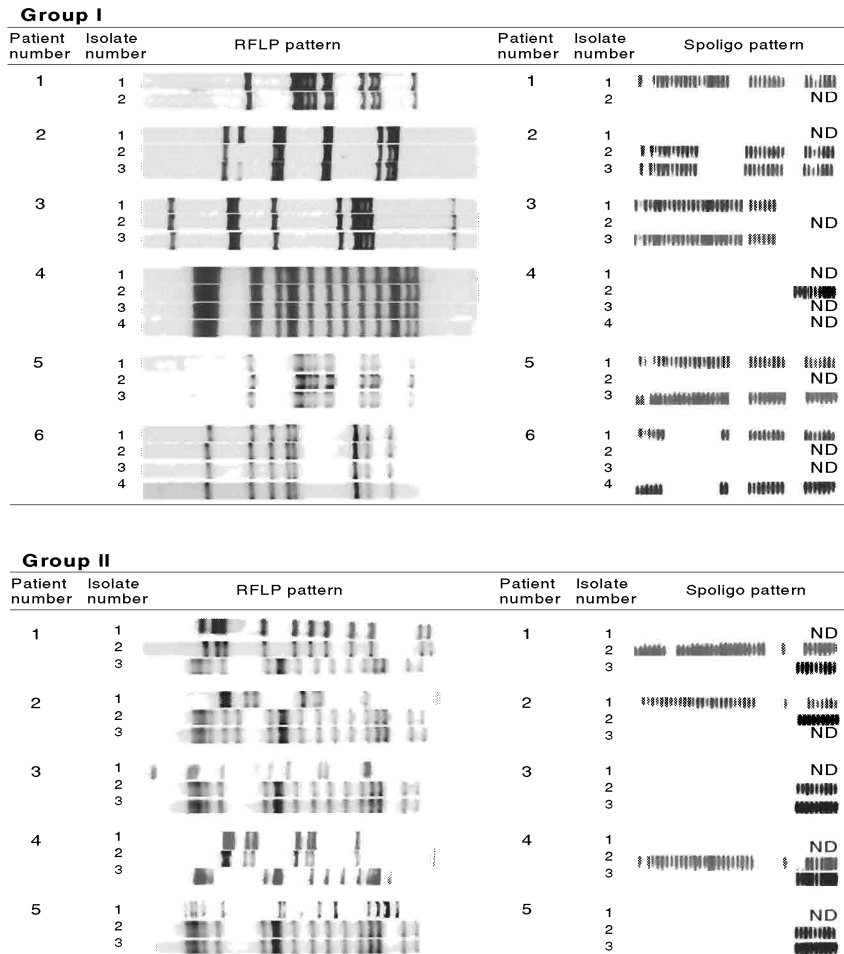 Group I
Patient number Isolate number RFLP pattern Patient number Isolate number Spoligo pattern
1 1 1 1
2 2 ND
2 1 2 1 ND
2 2
3 3
3 1 3 1
2 2 ND
3 3
4 1 4 1 ND
2 2
3 3 ND
4 4 ND
5 1 5 1
2 2 ND
3 3
6 1 6 1
2 2 ND
3 3 ND
4 4
Group II
Patient number Isolate number RFLP pattern Patient number Isolate number Spoligo pattern
1 1 1 1 ND
2 2
3 3
2 1 2 1
2 2
3 3 ND
3 1 3 1 ND
2 2
3 3
4 1 4 1 ND
2 2
3 3
5 1 5 1 ND
2 2
3 3